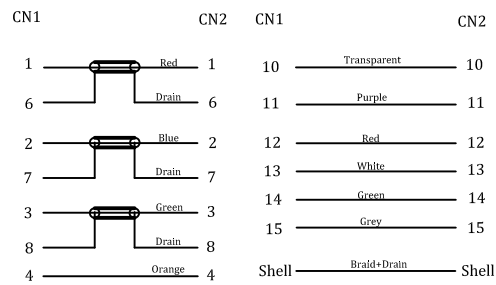 CN1 CN2
1 Red 1
6 Drain 6
2 Blue 2
7 Drain 7
3 Green 3
8 Drain 8
4 Orange 4
CN1 CN2
10 Transparent 10
11 Purple 11
12 Red 12
13 White 13
14 Green 14
15 Grey 15
Shell Braid+Drain Shell